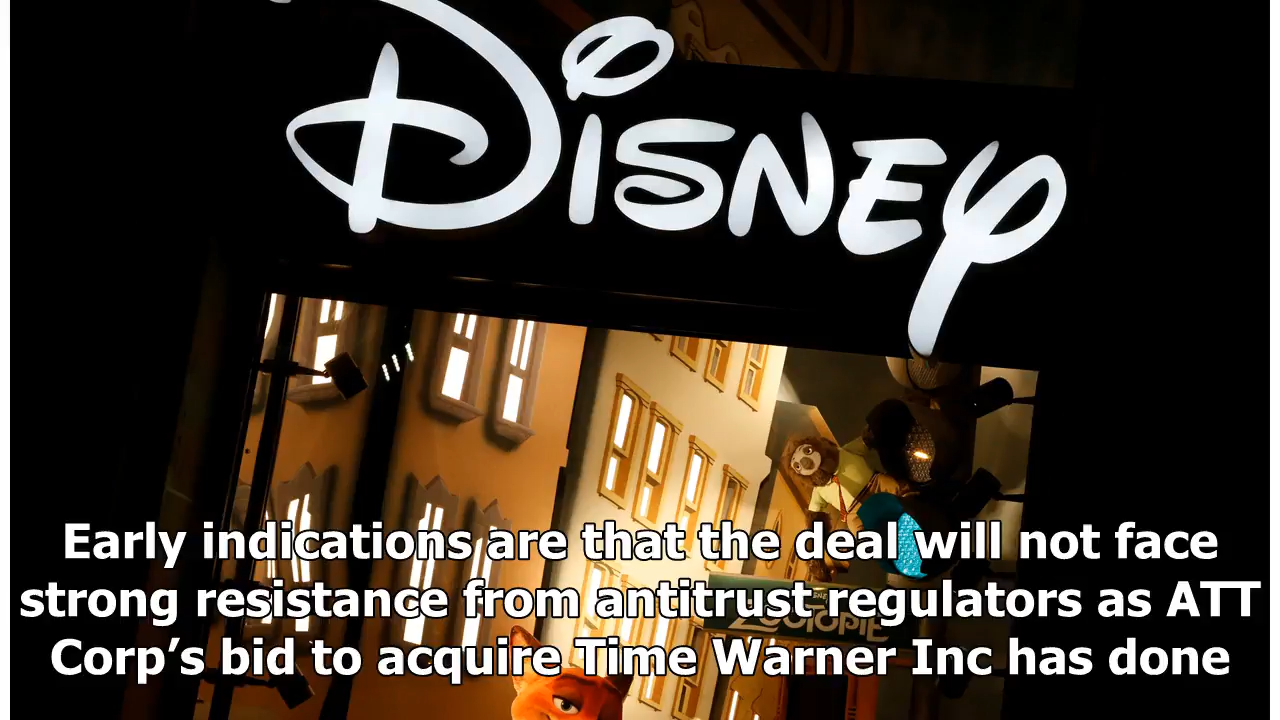 Disney
Zootopie
Early indications are that the deal will not face
strong resistance from antitrust regulators as ATT
Corp’s bid to acquire Time Warner Inc has done